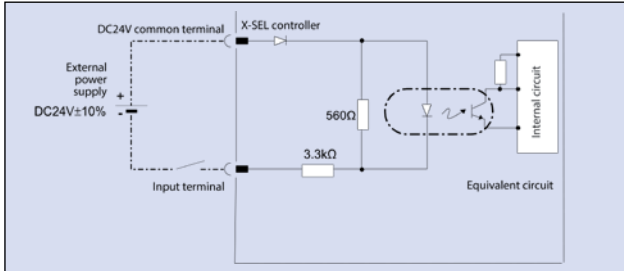 DC24V common terminal
X-SEL controller
External
power
supply
+
DC24V±10%
-
560Ω
3.3kΩ
Input terminal
Internal circuit
Equivalent circuit